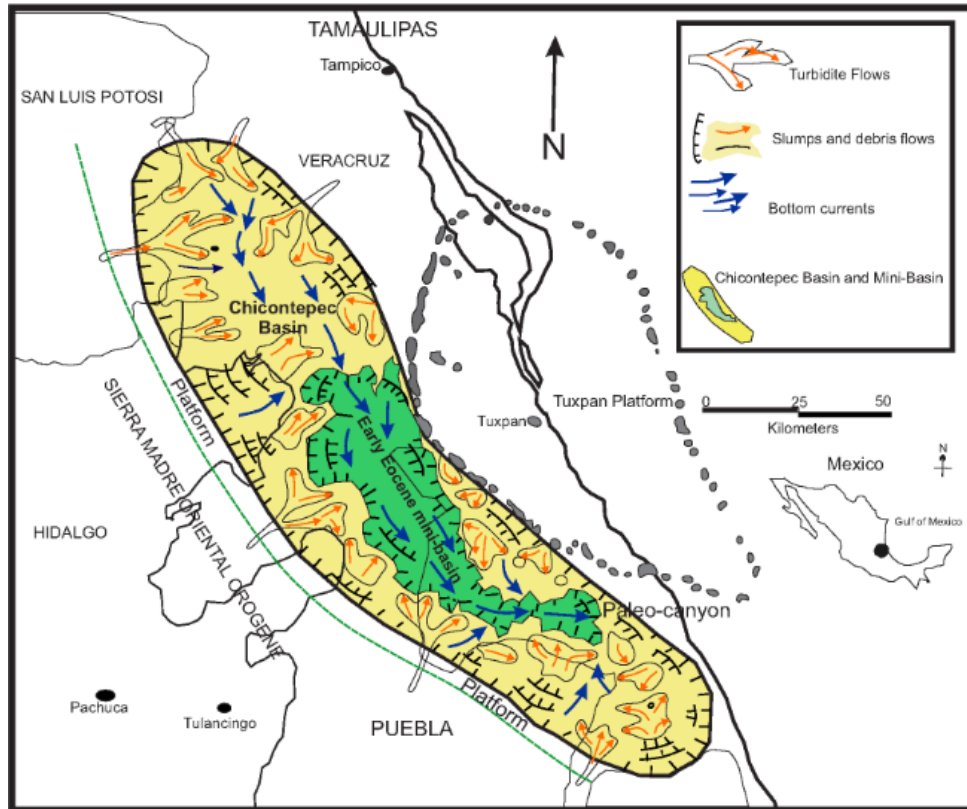 TAMAULIPAS
Tampico
SAN LUIS POTOSI
VERACRUZ
N
Turbidite Flows
Slumps and debris flows
Bottom currents
Chicontepec Basin and Mini-Basin
Chicontepec
Basin
Platform
SIERRA MADRE ORIENTAL OROGENE
Early Eocene mini-basin
Tuxpan
Tuxpan Platform
0 25 50
Kilometers
Mexico
N
Gulf of Mexico
HIDALGO
Paleo-canyon
Platform
Pachuca
Tulancingo
PUEBLA